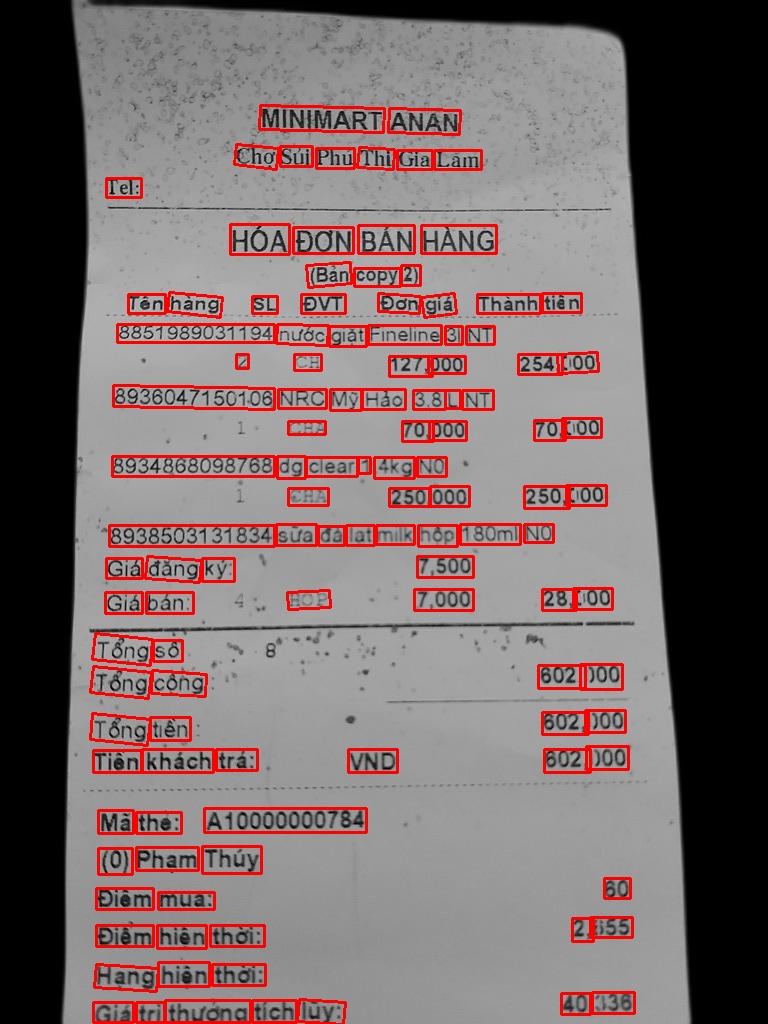 MINIMART ANAN
Chợ Sủi Phú Thị Gia Lâm
Tel:
HÓA ĐƠN BÁN HÀNG
(Bản copy 2)
Tên hàng SL ĐVT Đơn giá Thành tiền
8851989031194 nước giặt Fineline 3l NT
2 CH 127,000 254,000
8936047150106 NRC Mỹ Hảo 3.8 L NT
1 CHA 70,000 70,000
8934868098768 dg clear 1 4kg N0
1 CHA 250,000 250,000
8938503131834 sữa đà lạt milk hộp 180ml N0
Giá đăng ký: 7,500
Giá bán: 4 HOP 7,000 28,000
Tổng số 8
Tổng cộng 602,000
Tổng tiền : 602,000
Tiền khách trả: VND 602,000
Mã thẻ: A10000000784
(0) Phạm Thúy
Điểm mua: 60
Điểm hiện thời: 2,655
Hạng hiện thời:
Giá trị thưởng tích lũy: 40,336